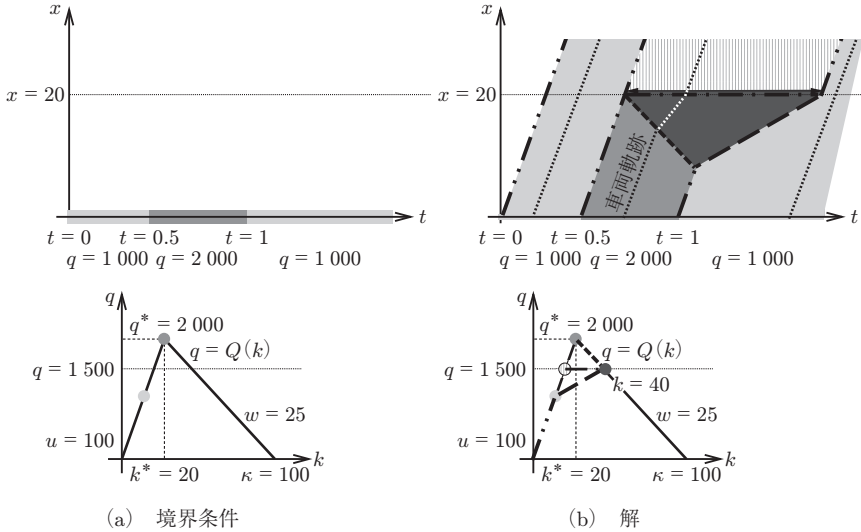 x
x = 20
t
t = 0
t = 0.5
t = 1
q = 1 000
q = 2 000
q = 1 000
q
q* = 2 000
q = Q(k)
q = 1 500
w = 25
u = 100
k
k* = 20
κ = 100
(a) 境界条件
x
x = 20
車両軌跡
t
t = 0
t = 0.5
t = 1
q = 1 000
q = 2 000
q = 1 000
q
q* = 2 000
q = Q(k)
q = 1 500
k = 40
w = 25
u = 100
k
k* = 20
κ = 100
(b) 解